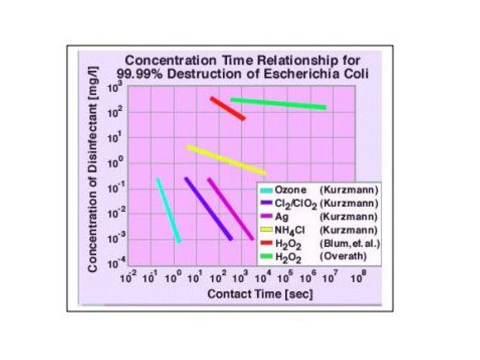 Concentration Time Relationship for
99.99% Destruction of Escherichia Coli
Concentration of Disinfectant [mg/l]
10³
10²
10¹
10⁰
10⁻¹
10⁻²
10⁻³
10⁻⁴
Ozone (Kurzmann)
Cl₂/ClO₂ (Kurzmann)
Ag (Kurzmann)
NH₄Cl (Kurzmann)
H₂O₂ (Blum,et.al.)
H₂O₂ (Overath)
10⁻² 10⁻¹ 10⁰ 10¹ 10² 10³ 10⁴ 10⁵ 10⁶ 10⁷ 10⁸
Contact Time [sec]